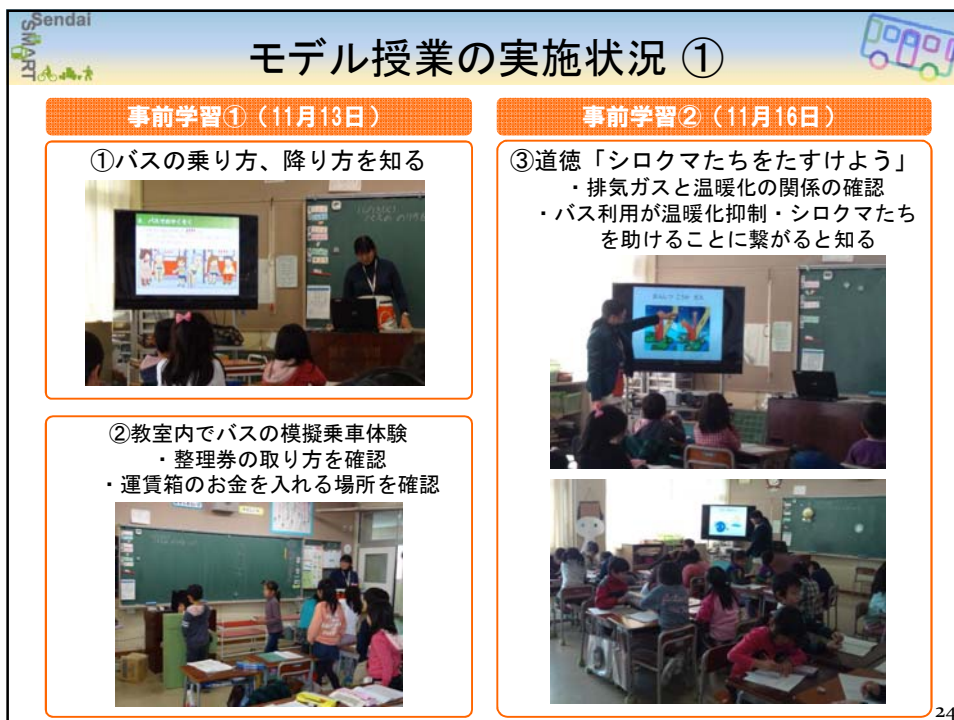 Sendai
SMART
モデル授業の実施状況 ①
事前学習①（11月13日）
①バスの乗り方、降り方を知る
②教室内でバスの模擬乗車体験
・整理券の取り方を確認
・運賃箱のお金を入れる場所を確認
事前学習②（11月16日）
③道徳「シロクマたちをたすけよう」
・排気ガスと温暖化の関係の確認
・バス利用が温暖化抑制・シロクマたち
を助けることに繋がると知る
24